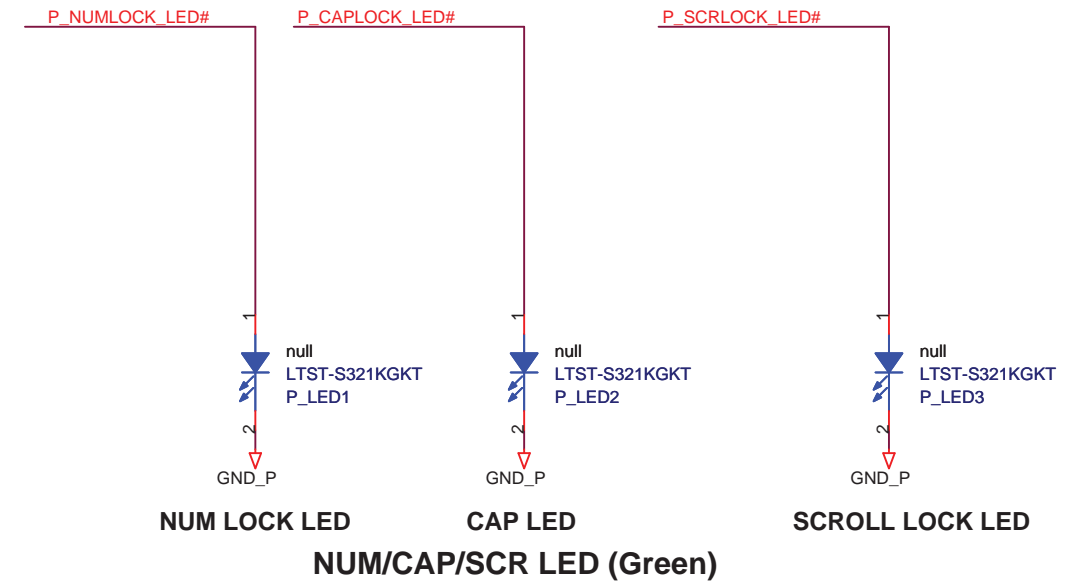 P_NUMLOCK_LED# P_CAPLOCK_LED# P_SCRLOCK_LED#
1 1 1
null null null
LTST-S321KGKT LTST-S321KGKT LTST-S321KGKT
P_LED1 P_LED2 P_LED3
2 2 2
GND_P GND_P GND_P
NUM LOCK LED CAP LED SCROLL LOCK LED
NUM/CAP/SCR LED (Green)